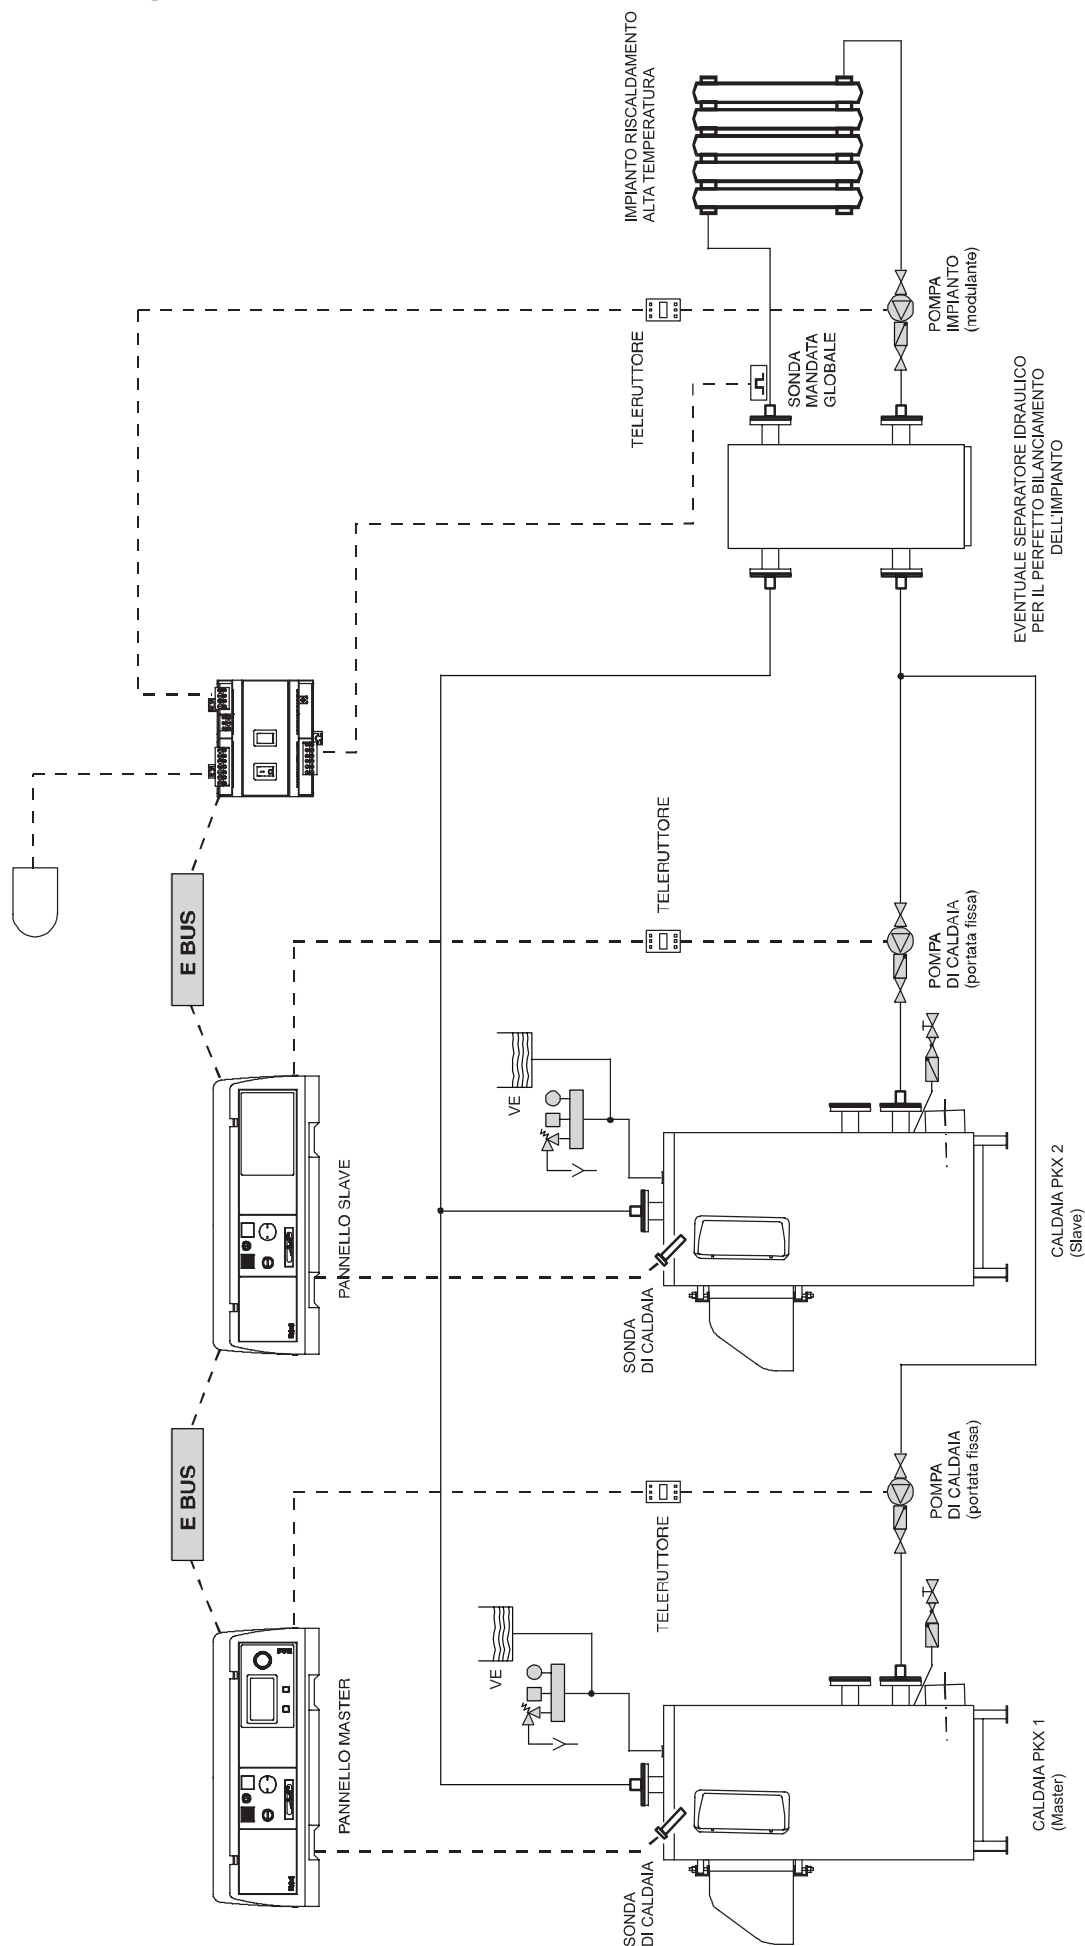 IMPIANTO RISCALDAMENTO
ALTA TEMPERATURA
TELERUTTORE
SONDA
MANDATA
GLOBALE
POMPA
IMPIANTO
(modulante)
EVENTUALE SEPARATORE IDRAULICO
PER IL PERFETTO BILANCIAMENTO
DELL'IMPIANTO
E BUS
TELERUTTORE
POMPA
DI CALDAIA
(portata fissa)
VE
PANNELLO SLAVE
SONDA
DI CALDAIA
CALDAIA PKX 2
(Slave)
E BUS
TELERUTTORE
POMPA
DI CALDAIA
(portata fissa)
VE
PANNELLO MASTER
SONDA
DI CALDAIA
CALDAIA PKX 1
(Master)